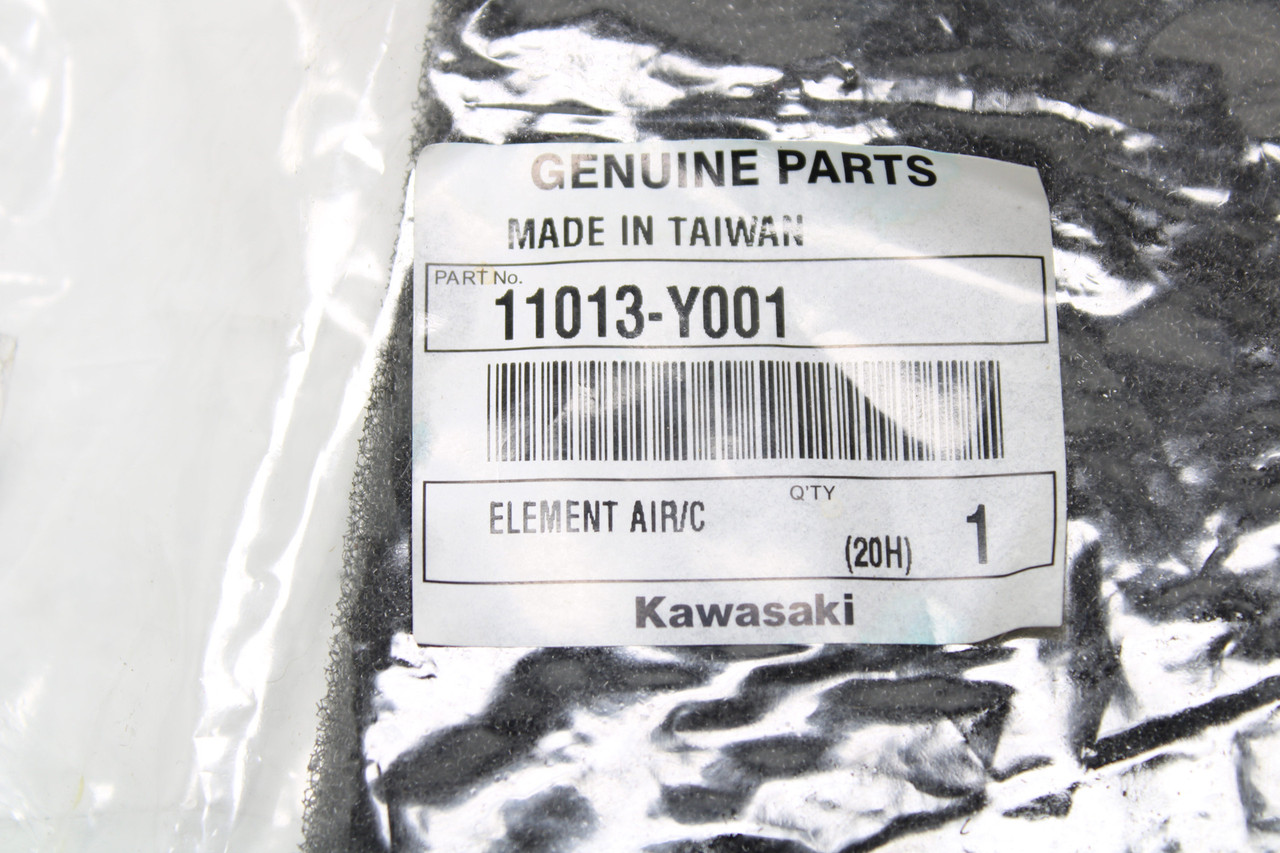 GENUINE PARTS
MADE IN TAIWAN
PART No.
11013-Y001
ELEMENT AIR/C
Q'TY
(20H) 1
Kawasaki